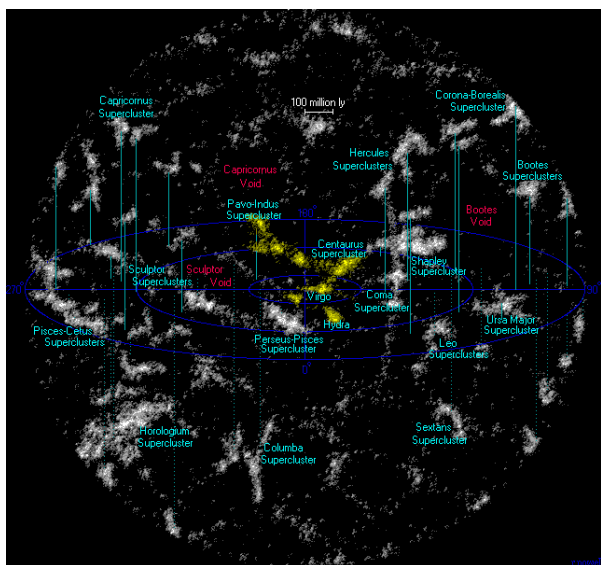 100 million ly
Capricornus
Supercluster
Corona-Borealis
Supercluster
Hercules
Superclusters
Capricornus
Void
Bootes
Superclusters
Pavo-Indus
Supercluster
180°
Bootes
Void
Centaurus
Supercluster
Shapley
Supercluster
Sculptor
Superclusters
Sculptor
Void
270°
Virgo
Coma
Supercluster
Pisces-Cetus
Superclusters
Perseus-Pisces
Supercluster
Hydra
Leo
Superclusters
Ursa Major
Supercluster
0°
Horologium
Supercluster
Columba
Supercluster
Sextans
Supercluster